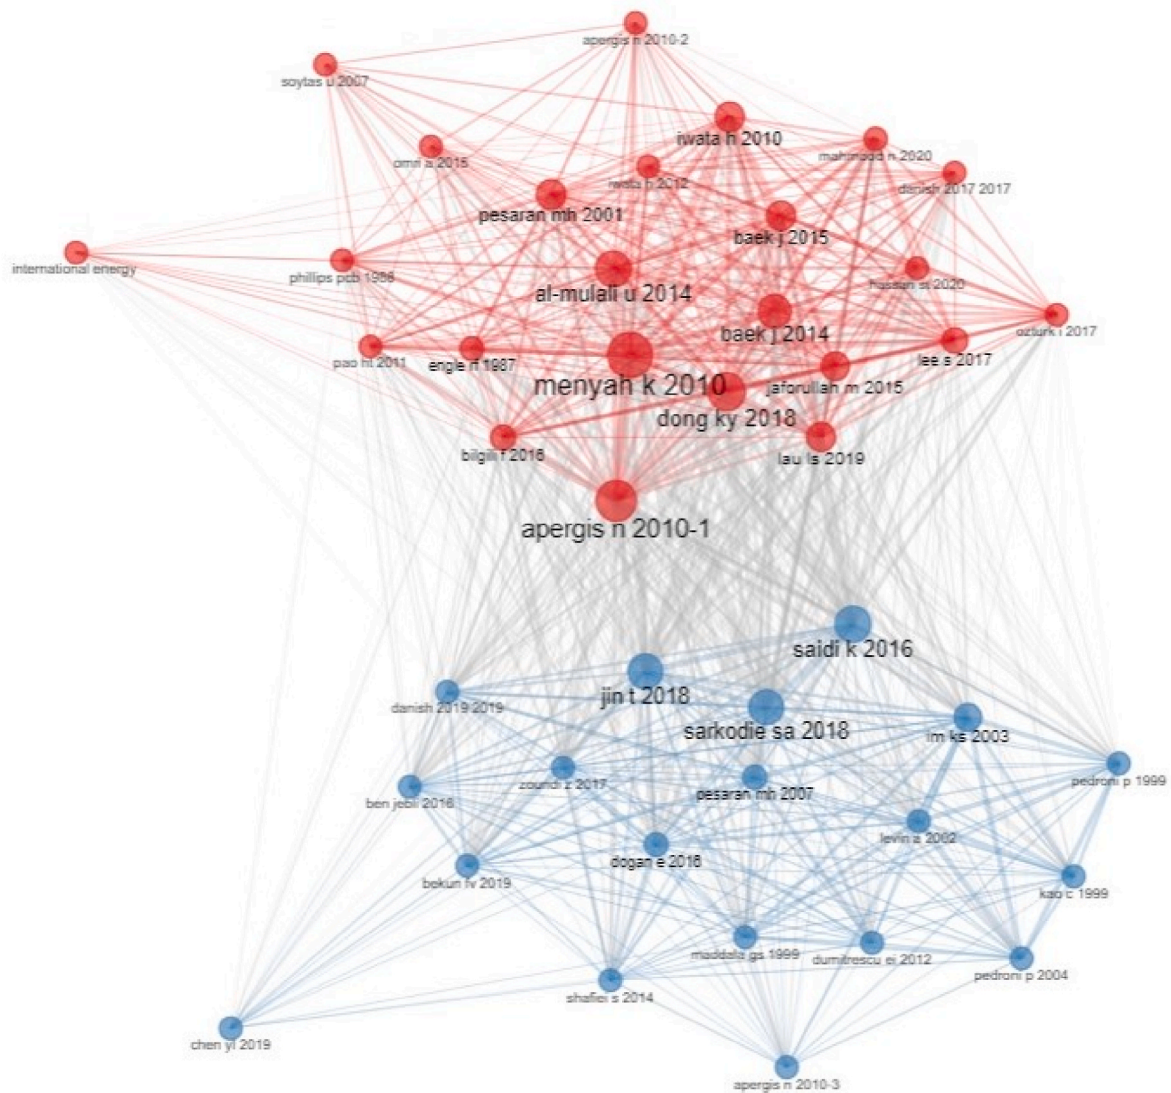 apergis n 2010-2
soytas u 2007
iwata h 2010
omri a 2015
mahmood n 2020
iwata h 2012
danish 2017 2017
pesaran mh 2001
baek j 2015
international energy
phillips pcb 1988
al-mulali u 2014
hassan st 2020
baek j 2014
ozturk i 2017
pao ht 2011
engle rf 1987
lee s 2017
menyah k 2010
jaforullah m 2015
dong ky 2018
bilgili f 2016
lau ls 2019
apergis n 2010-1
saidi k 2016
jin t 2018
danish 2019 2019
sarkodie sa 2018
im ks 2003
zoundi z 2017
pedroni p 1999
ben jebli 2016
pesaran mh 2007
levin a 2002
dogan e 2016
bekun fv 2019
kao c 1999
maddala gs 1999
dumitrescu ei 2012
pedroni p 2004
shafiei s 2014
chen yl 2019
apergis n 2010-3